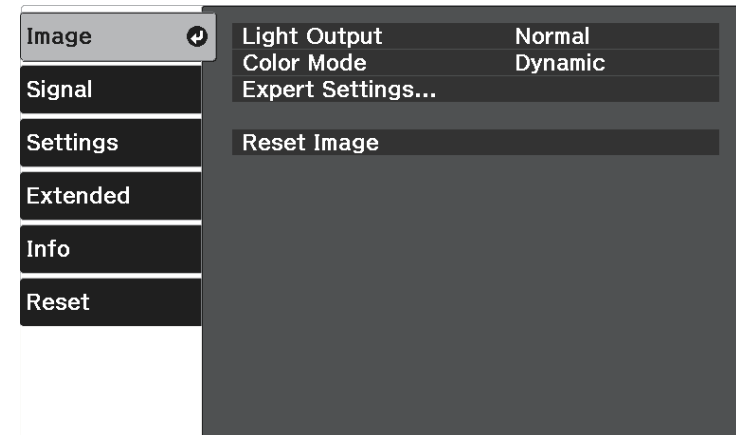 Image
Signal
Settings
Extended
Info
Reset
Light Output Normal
Color Mode Dynamic
Expert Settings...
Reset Image